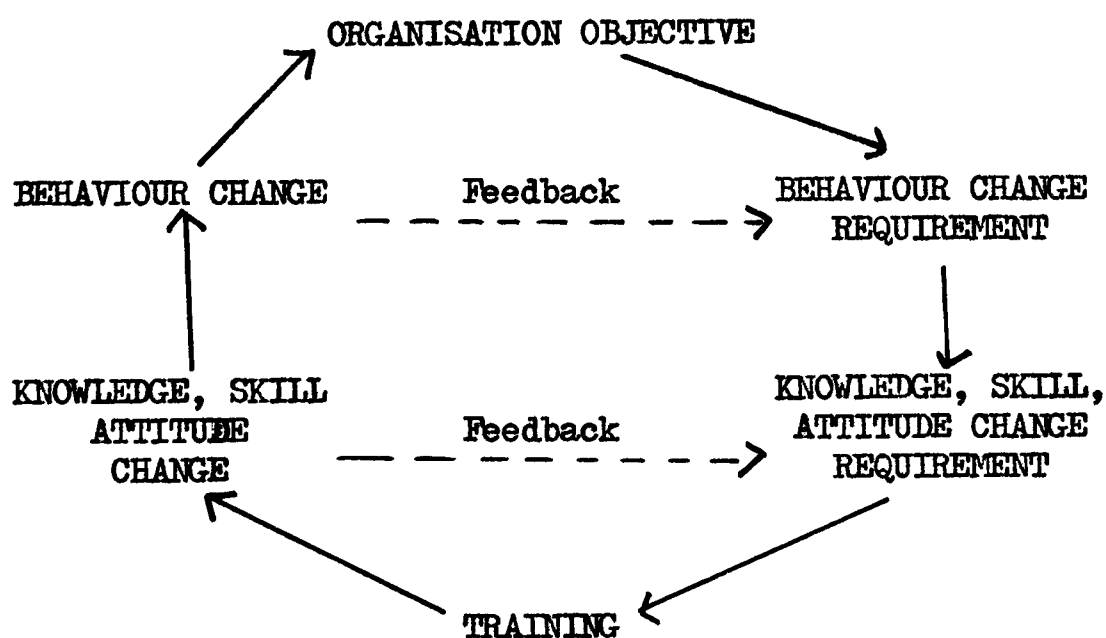 ORGANISATION OBJECTIVE
BEHAVIOUR CHANGE
Feedback
BEHAVIOUR CHANGE
REQUIREMENT
KNOWLEDGE, SKILL
ATTITUDE
CHANGE
Feedback
KNOWLEDGE, SKILL,
ATTITUDE CHANGE
REQUIREMENT
TRAINING